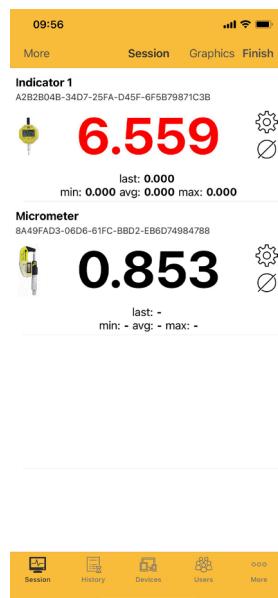 09:56
More Session Graphics Finish
Indicator 1
A2B2B04B-34D7-25FA-D45F-6F5B79871C3B
6.559
last: 0.000
min: 0.000 avg: 0.000 max: 0.000
Micrometer
8A49FAD3-06D6-61FC-BBD2-EB6D74984788
0.853
last: -
min: - avg: - max: -
Session History Devices Users More